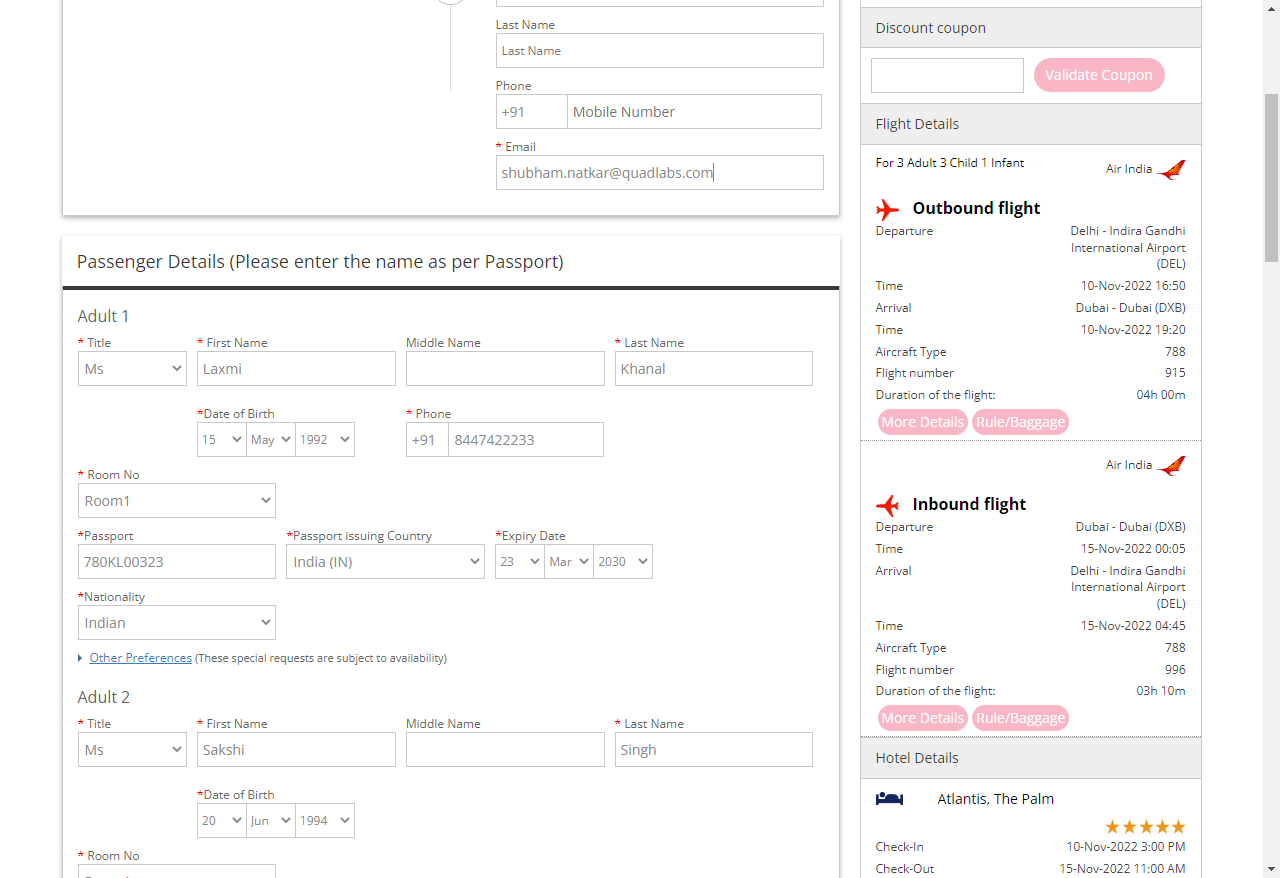 Last Name
Last Name
Phone
+91 Mobile Number
* Email
shubham.natkar@quadlabs.com
Passenger Details (Please enter the name as per Passport)
Adult 1
* Title * First Name Middle Name * Last Name
Ms Laxmi Khanal
*Date of Birth * Phone
15 May 1992 +91 8447422233
* Room No
Room1
*Passport *Passport issuing Country *Expiry Date
780KL00323 India (IN) 23 Mar 2030
*Nationality
Indian
Other Preferences (These special requests are subject to availability)
Adult 2
* Title * First Name Middle Name * Last Name
Ms Sakshi Singh
*Date of Birth
20 Jun 1994
* Room No
Discount coupon
Validate Coupon
Flight Details
For 3 Adult 3 Child 1 Infant Air India
Outbound flight
Departure Delhi - Indira Gandhi
International Airport
(DEL)
Time 10-Nov-2022 16:50
Arrival Dubai - Dubai (DXB)
Time 10-Nov-2022 19:20
Aircraft Type 788
Flight number 915
Duration of the flight: 04h 00m
More Details Rule/Baggage
Air India
Inbound flight
Departure Dubai - Dubai (DXB)
Time 15-Nov-2022 00:05
Arrival Delhi - Indira Gandhi
International Airport
(DEL)
Time 15-Nov-2022 04:45
Aircraft Type 788
Flight number 996
Duration of the flight: 03h 10m
More Details Rule/Baggage
Hotel Details
Atlantis, The Palm
Check-In 10-Nov-2022 3:00 PM
Check-Out 15-Nov-2022 11:00 AM